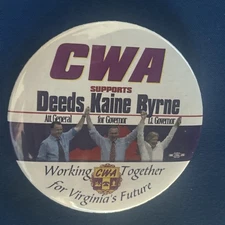 CWA
SUPPORTS
Deeds Kaine Byrne
Att. General for Governor Lt. Governor
Working CWA Together
for Virginia's Future